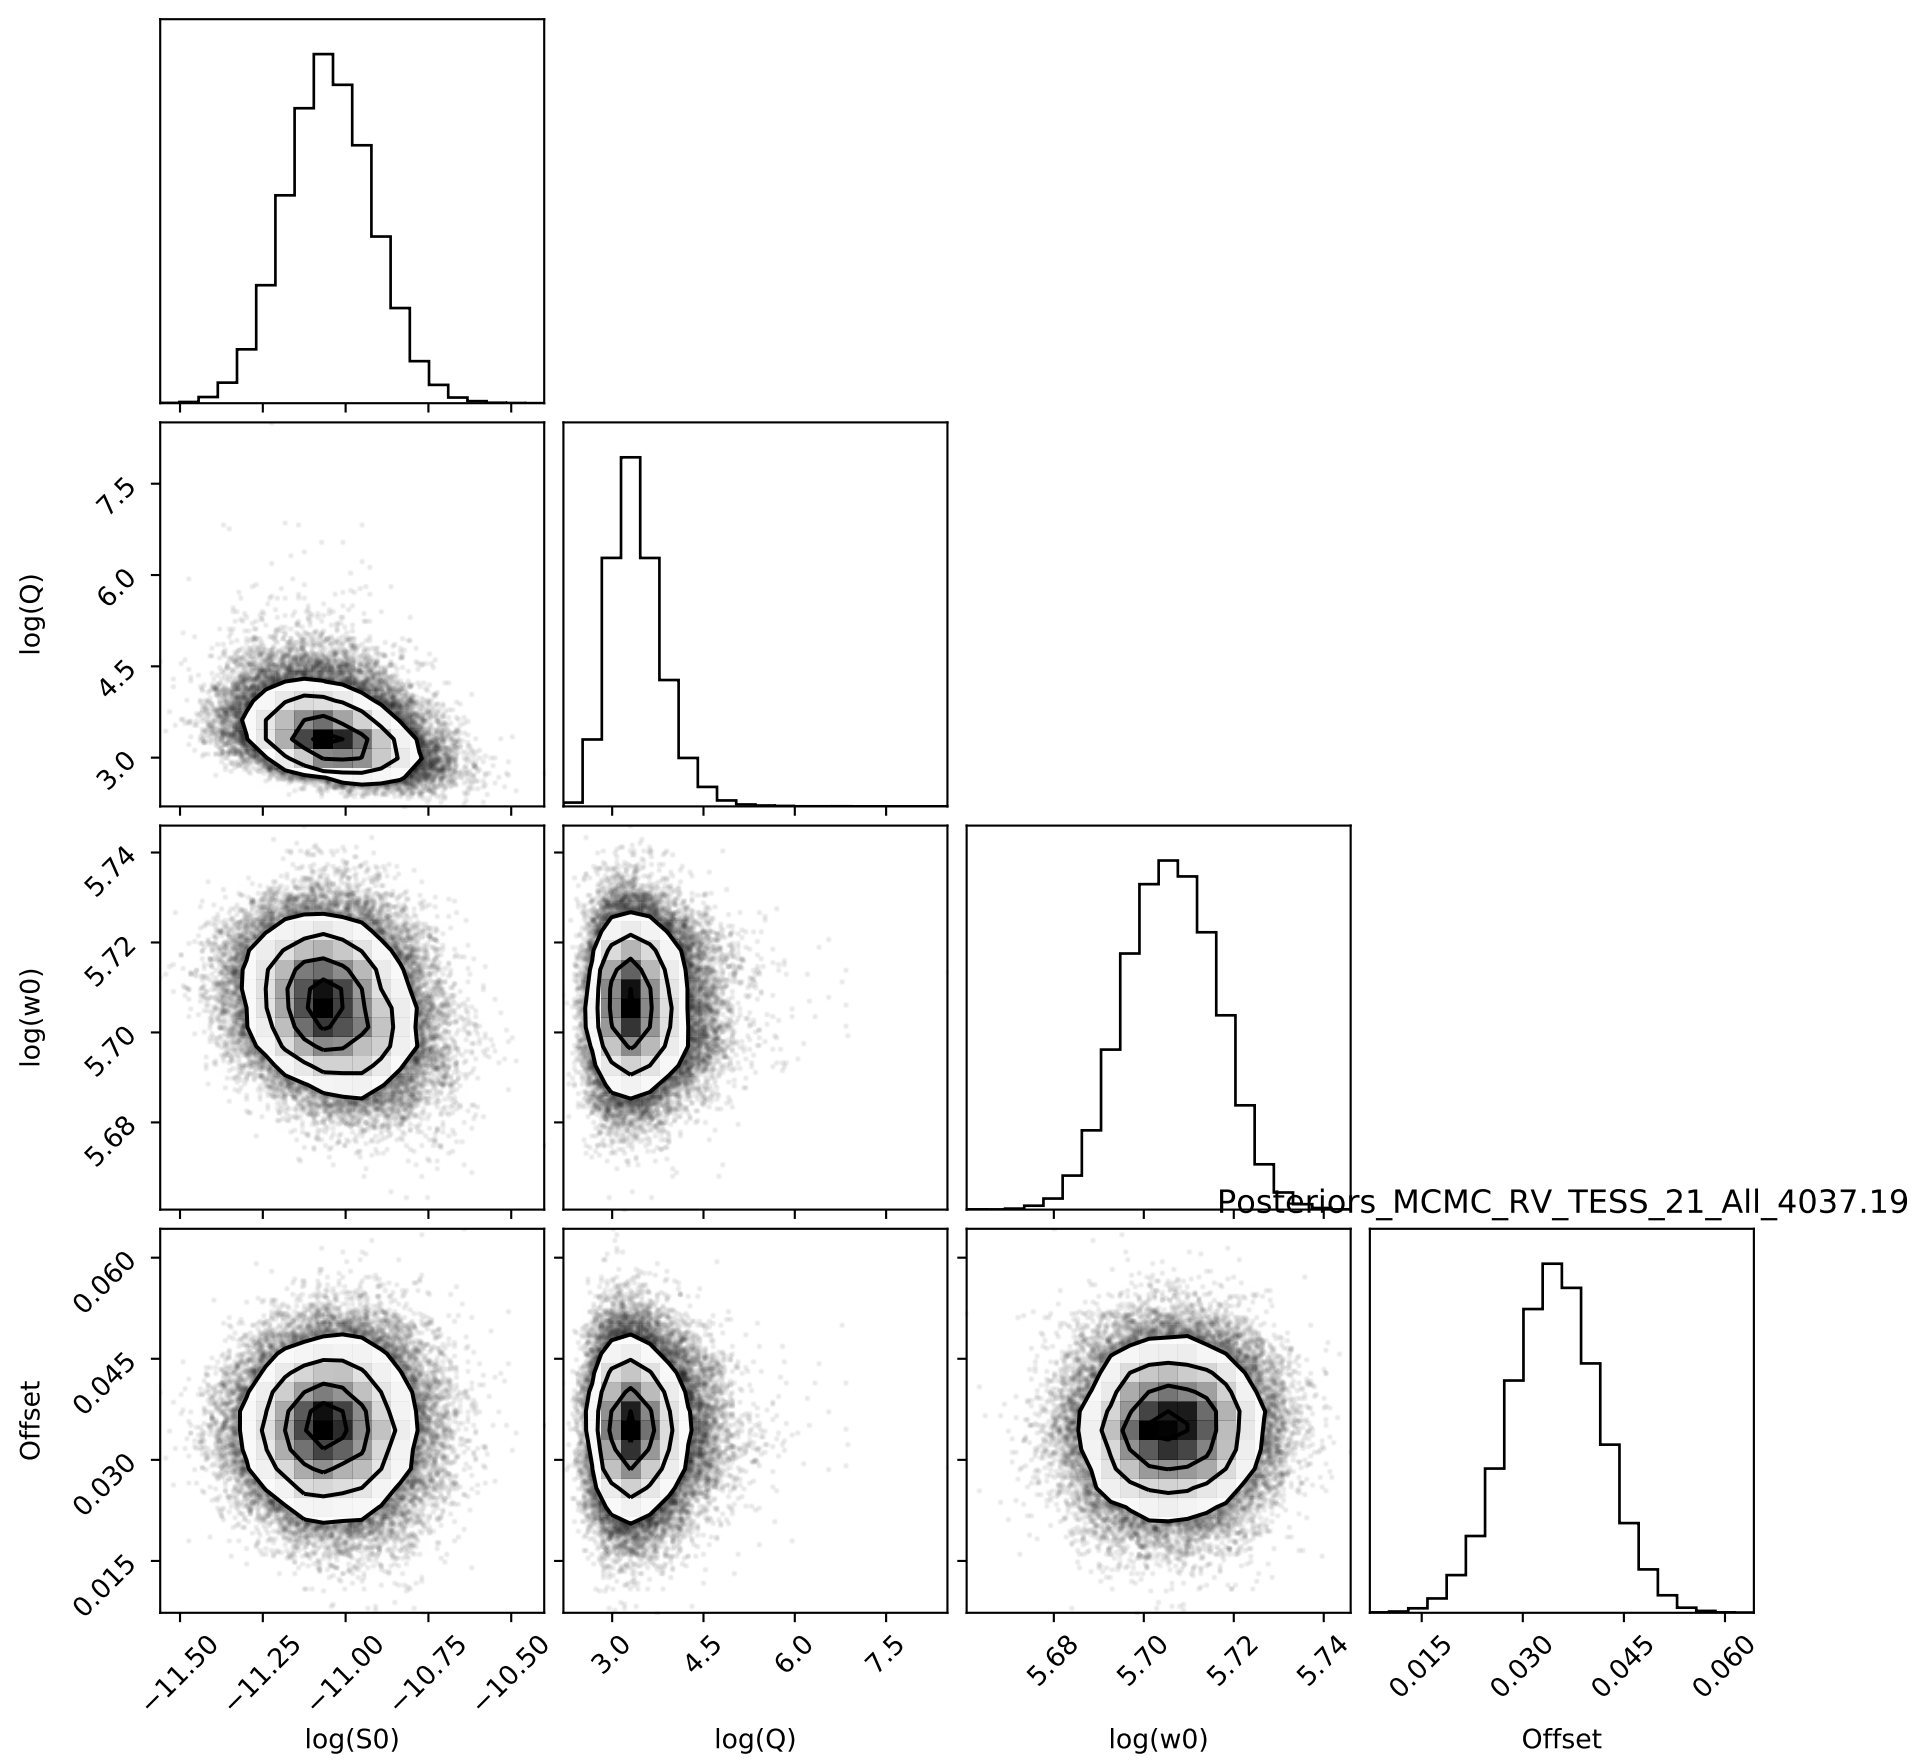 7.5
6.0
4.5
3.0
log(Q)
5.74
5.72
5.70
5.68
log(w0)
Posteriors_MCMC_RV_TESS_21_All_4037.19
0.060
0.045
0.030
0.015
Offset
−11.50 −11.25 −11.00 −10.75 −10.50 3.0 4.5 6.0 7.5 5.68 5.70 5.72 5.74 0.015 0.030 0.045 0.060
log(S0) log(Q) log(w0) Offset